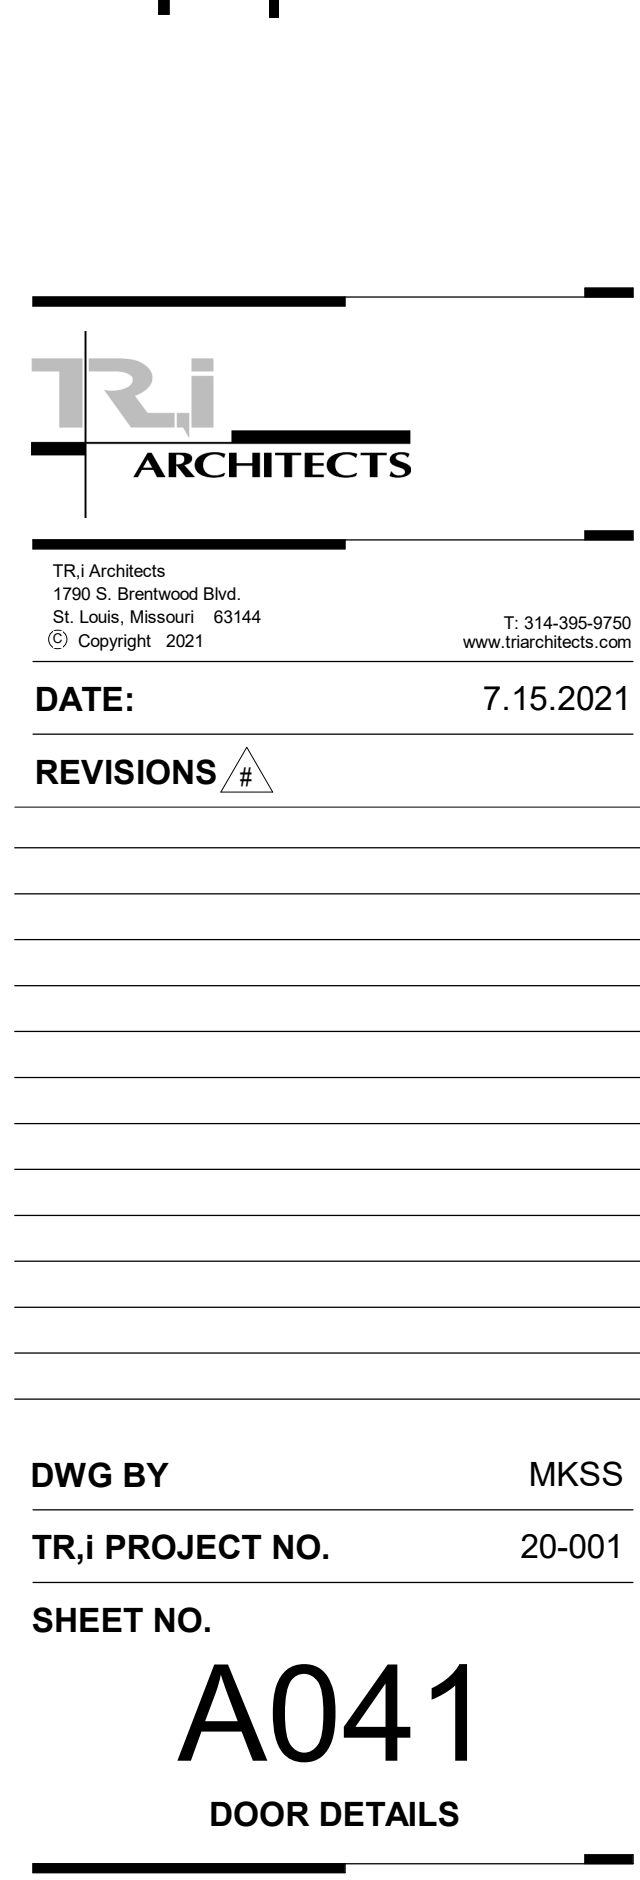 TR,i
ARCHITECTS
TR,i Architects
1790 S. Brentwood Blvd.
St. Louis, Missouri 63144
© Copyright 2021
T: 314-395-9750
www.triarchitects.com
DATE: 7.15.2021
REVISIONS #
DWG BY MKSS
TR,i PROJECT NO. 20-001
SHEET NO.
A041
DOOR DETAILS